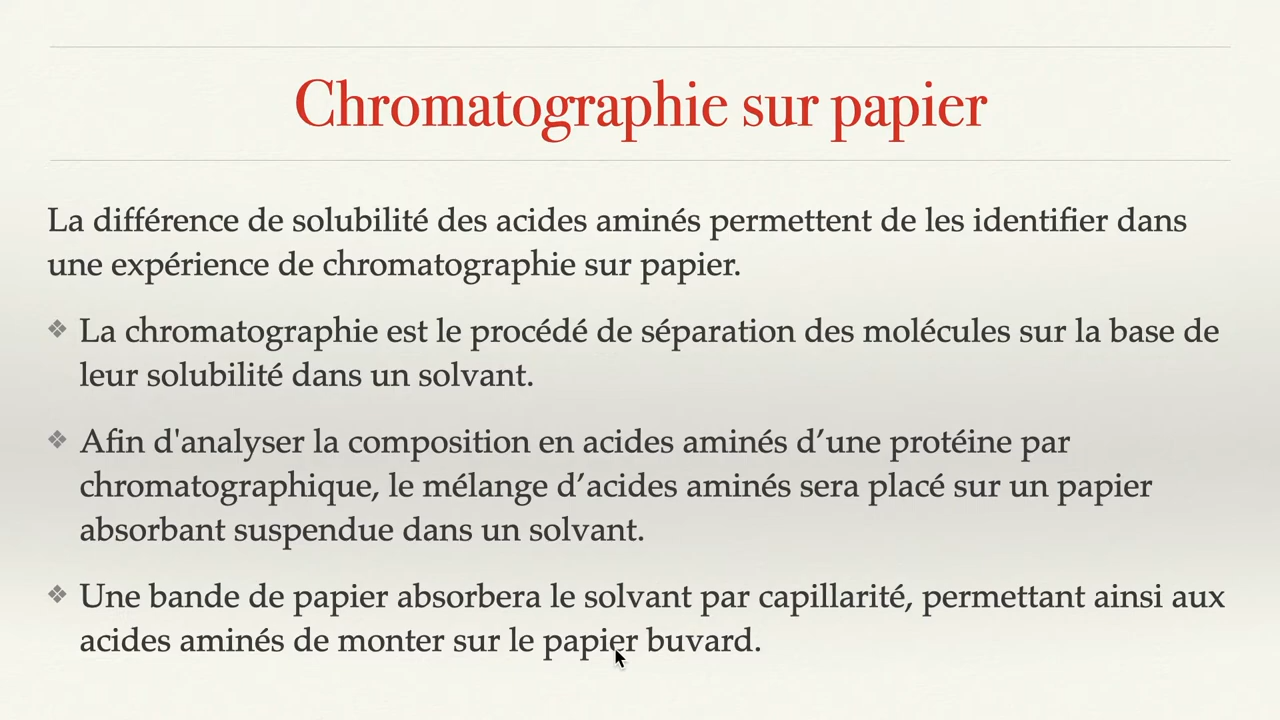 Chromatographie sur papier
La différence de solubilité des acides aminés permettent de les identifier dans
une expérience de chromatographie sur papier.
❖ La chromatographie est le procédé de séparation des molécules sur la base de
leur solubilité dans un solvant.
❖ Afin d'analyser la composition en acides aminés d’une protéine par
chromatographique, le mélange d’acides aminés sera placé sur un papier
absorbant suspendue dans un solvant.
❖ Une bande de papier absorbera le solvant par capillarité, permettant ainsi aux
acides aminés de monter sur le papier buvard.